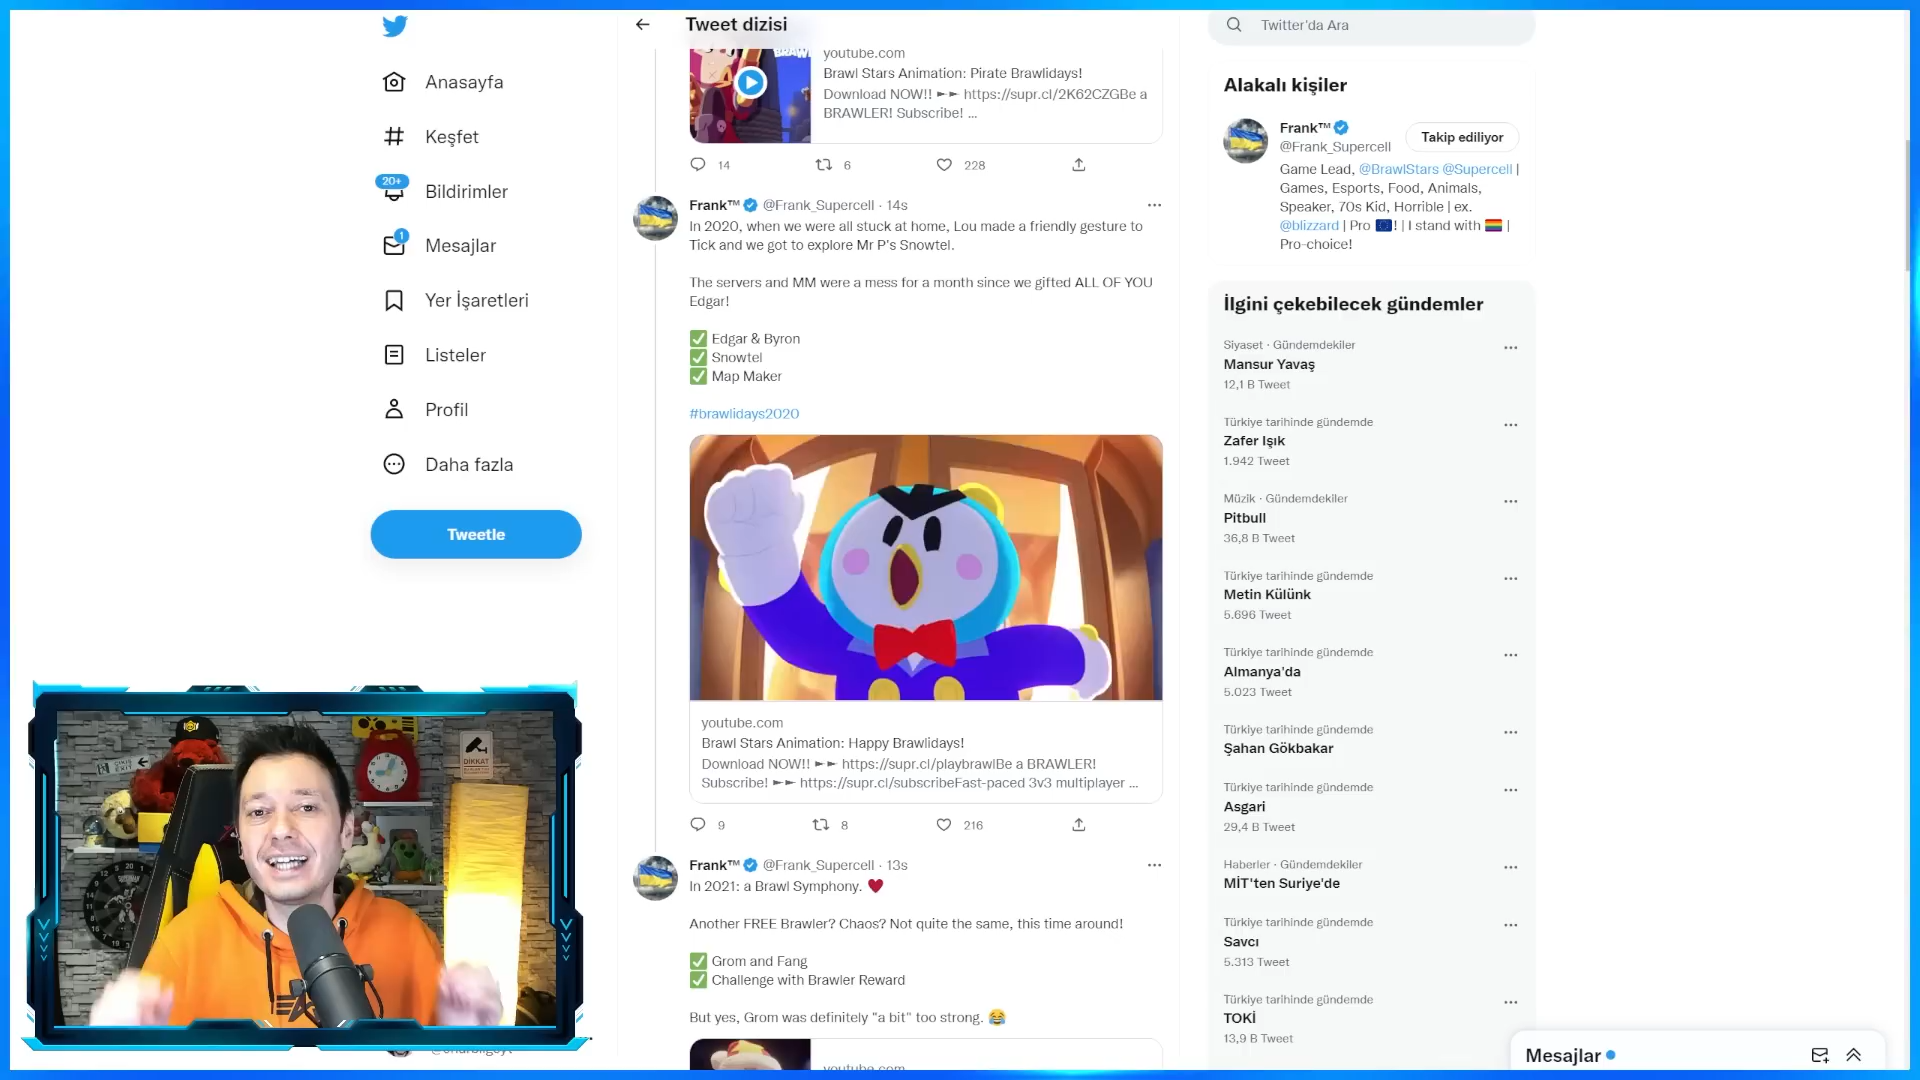 Anasayfa
Keşfet
20+
Bildirimler
1
Mesajlar
Yer İşaretleri
Listeler
Profil
Daha fazla
Tweetle
DİKKAT
EXIT
Tweet dizisi
youtube.com
Brawl Stars Animation: Pirate Brawlidays!
Download NOW!! ►► https://supr.cl/2K62CZGBe a
BRAWLER! Subscribe! ...
14 6 228
Frank™ @Frank_Supercell · 14s
In 2020, when we were all stuck at home, Lou made a friendly gesture to
Tick and we got to explore Mr P's Snowtel.
The servers and MM were a mess for a month since we gifted ALL OF YOU
Edgar!
✅ Edgar & Byron
✅ Snowtel
✅ Map Maker
#brawlidays2020
youtube.com
Brawl Stars Animation: Happy Brawlidays!
Download NOW!! ►► https://supr.cl/playbrawlBe a BRAWLER!
Subscribe! ►► https://supr.cl/subscribeFast-paced 3v3 multiplayer ...
9 8 216
Frank™ @Frank_Supercell · 13s
In 2021: a Brawl Symphony. ♥
Another FREE Brawler? Chaos? Not quite the same, this time around!
✅ Grom and Fang
✅ Challenge with Brawler Reward
But yes, Grom was definitely "a bit" too strong. 😂
youtube.com
Twitter'da Ara
Alakalı kişiler
Frank™
@Frank_Supercell
Takip ediliyor
Game Lead, @BrawlStars @Supercell |
Games, Esports, Food, Animals,
Speaker, 70s Kid, Horrible | ex.
@blizzard | Pro 🇪🇺! | I stand with 🏳️‍🌈 |
Pro-choice!
İlgini çekebilecek gündemler
Siyaset · Gündemdekiler
Mansur Yavaş
12,1 B Tweet
Türkiye tarihinde gündemde
Zafer Işık
1.942 Tweet
Müzik · Gündemdekiler
Pitbull
36,8 B Tweet
Türkiye tarihinde gündemde
Metin Külünk
5.696 Tweet
Türkiye tarihinde gündemde
Almanya'da
5.023 Tweet
Türkiye tarihinde gündemde
Şahan Gökbakar
Türkiye tarihinde gündemde
Asgari
29,4 B Tweet
Haberler · Gündemdekiler
MİT'ten Suriye'de
Türkiye tarihinde gündemde
Savcı
5.313 Tweet
Türkiye tarihinde gündemde
TOKİ
13,9 B Tweet
Mesajlar